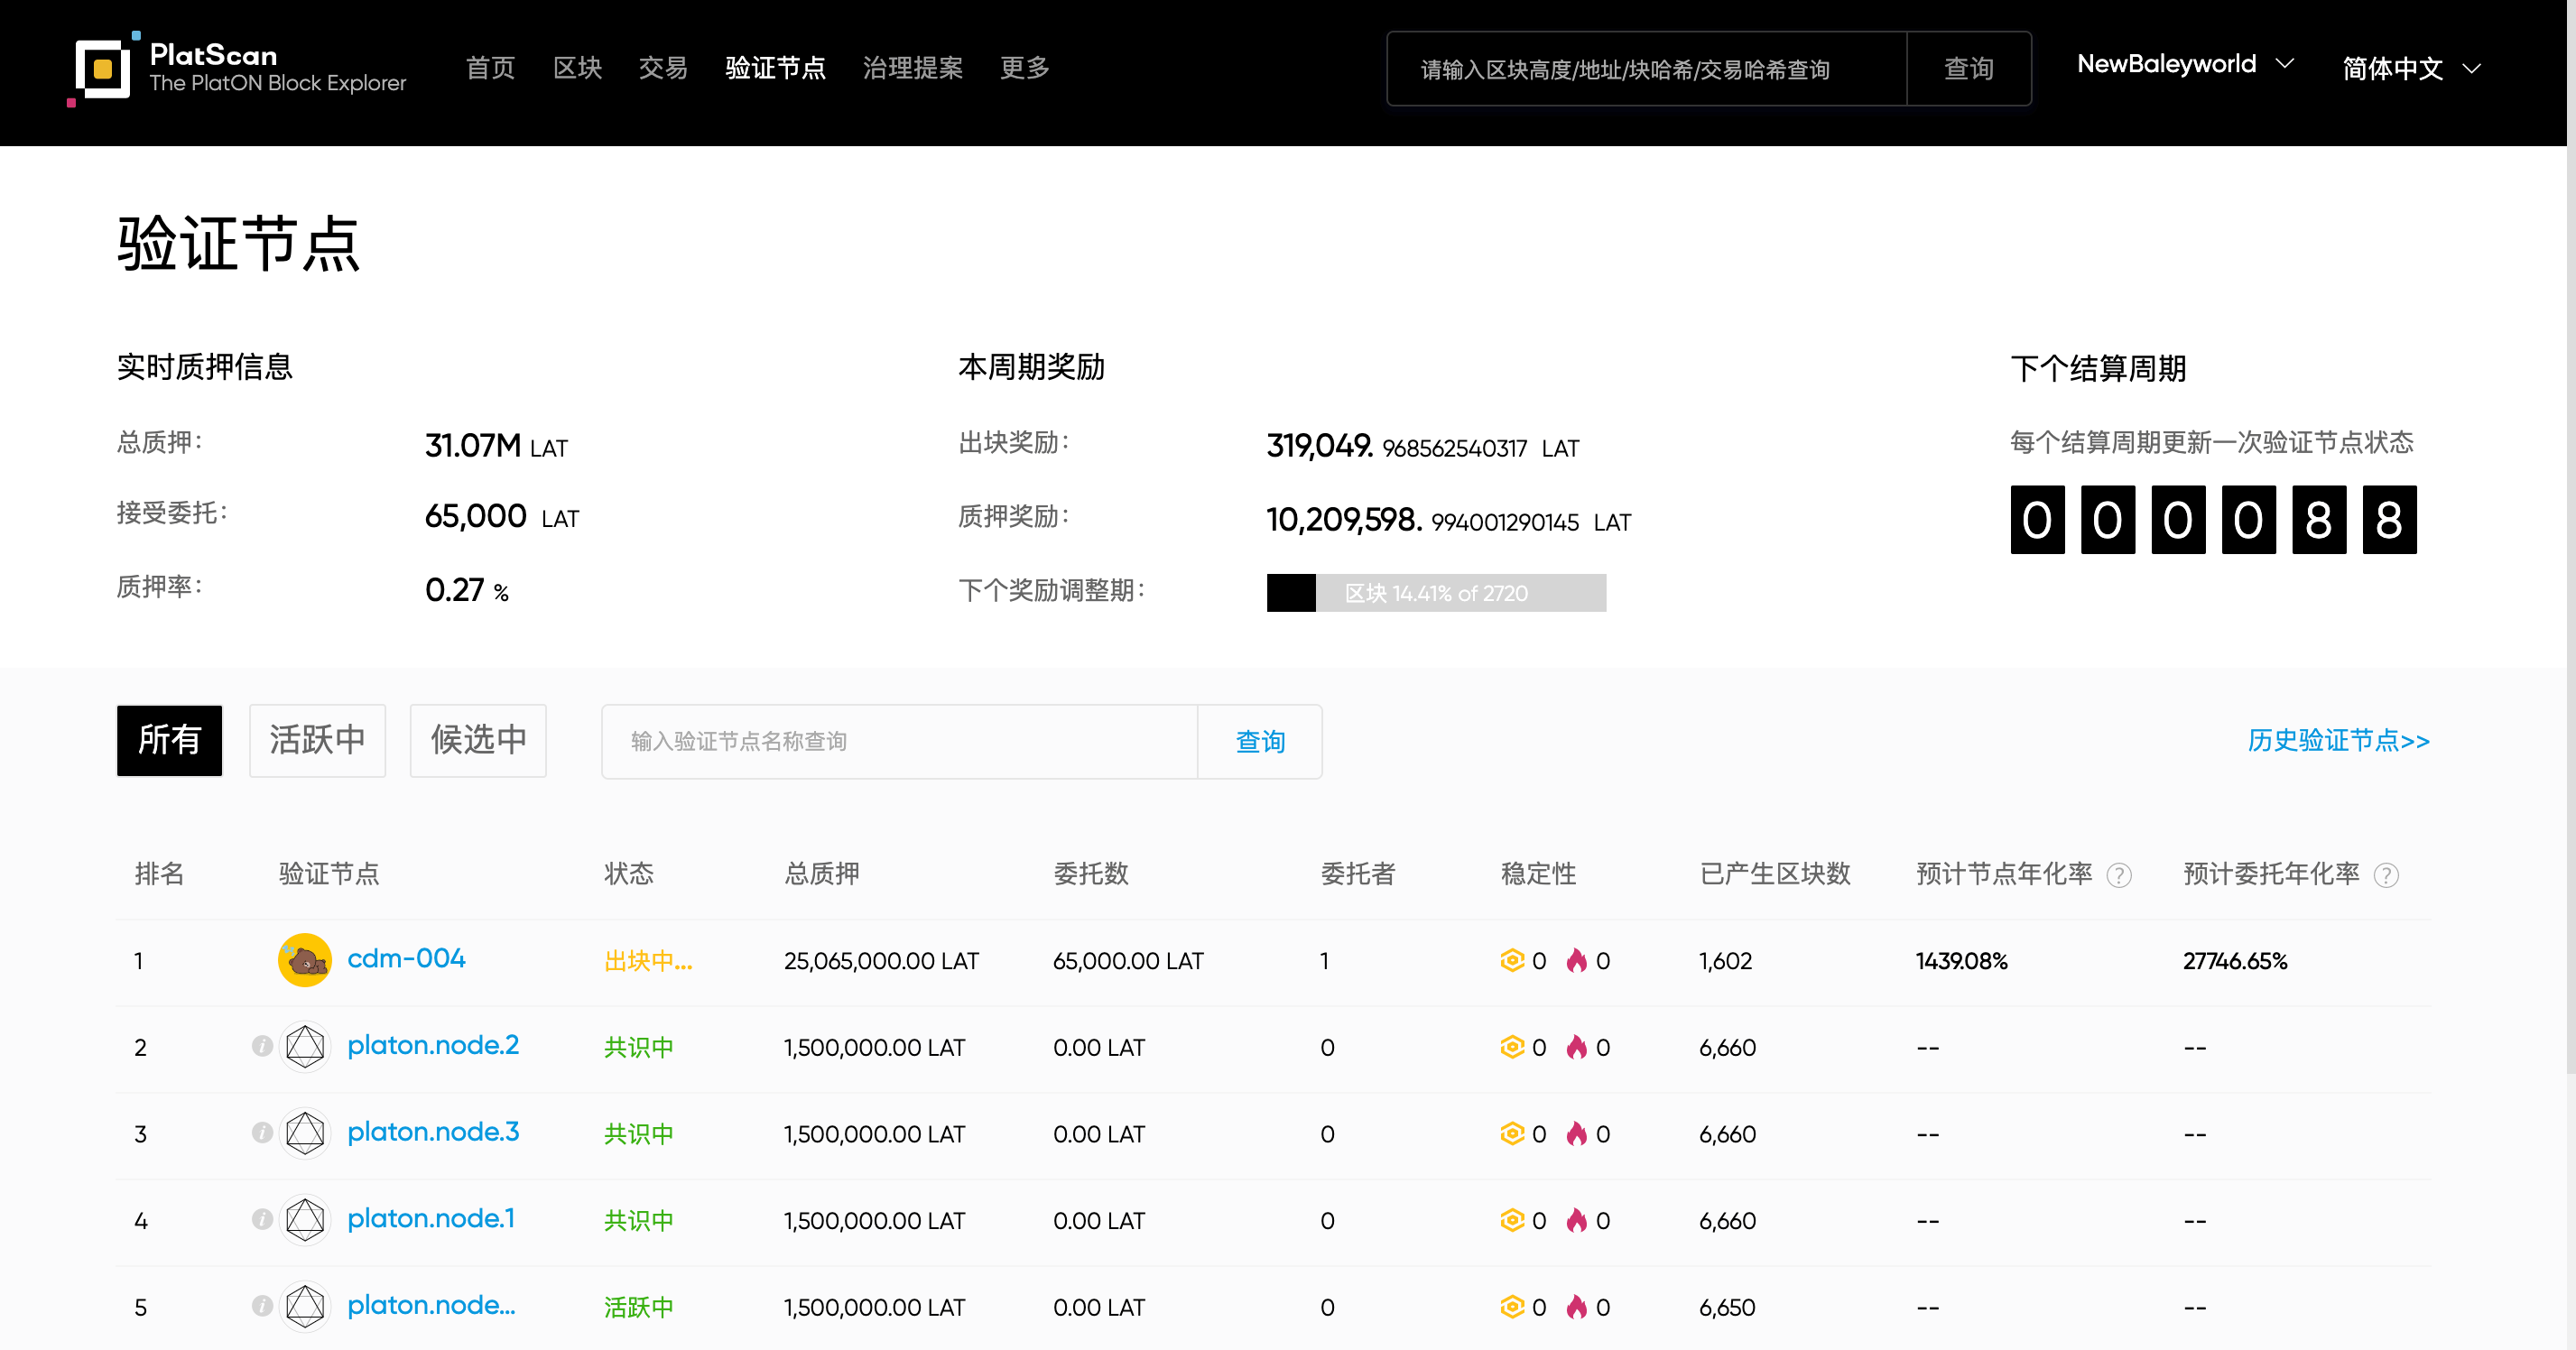 PlatScan
The PlatON Block Explorer
首页 区块 交易 验证节点 治理提案 更多
请输入区块高度/地址/块哈希/交易哈希查询 查询
NewBaleyworld 简体中文
验证节点
实时质押信息
总质押: 31.07M LAT
接受委托: 65,000 LAT
质押率: 0.27 %
本周期奖励
出块奖励: 319,049. 968562540317 LAT
质押奖励: 10,209,598. 994001290145 LAT
下个奖励调整期: 区块 14.41% of 2720
下个结算周期
每个结算周期更新一次验证节点状态
0 0 0 0 8 8
所有 活跃中 候选中 输入验证节点名称查询 查询 历史验证节点>>
排名 验证节点 状态 总质押 委托数 委托者 稳定性 已产生区块数 预计节点年化率 ? 预计委托年化率 ?
1 cdm-004 出块中... 25,065,000.00 LAT 65,000.00 LAT 1 0 0 1,602 1439.08% 27746.65%
2 i platon.node.2 共识中 1,500,000.00 LAT 0.00 LAT 0 0 0 6,660 -- --
3 i platon.node.3 共识中 1,500,000.00 LAT 0.00 LAT 0 0 0 6,660 -- --
4 i platon.node.1 共识中 1,500,000.00 LAT 0.00 LAT 0 0 0 6,660 -- --
5 i platon.node... 活跃中 1,500,000.00 LAT 0.00 LAT 0 0 0 6,650 -- --